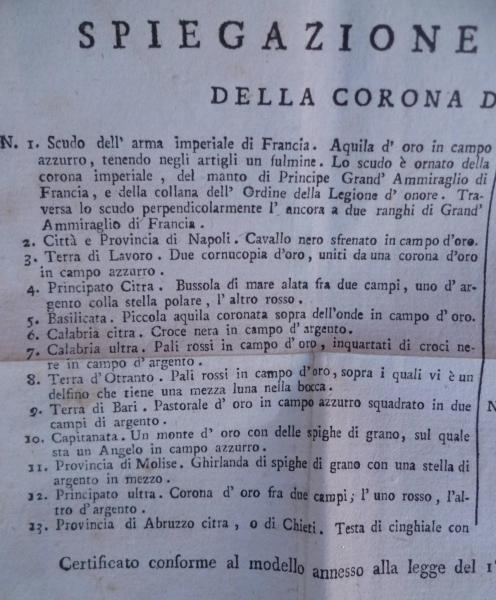 SPIEGAZIONE
DELLA CORONA D
N. 1. Scudo dell' arma imperiale di Francia. Aquila d' oro in campo
azzurro, tenendo negli artigli un fulmine. Lo scudo è ornato della
corona imperiale, del manto di Principe Grand' Ammiraglio di
Francia, e della collana dell' Ordine della Legione d' onore. Tra-
versa lo scudo perpendicolarmente l' ancora a due ranghi di Grand'
Ammiraglio di Francia.
2. Città e Provincia di Napoli. Cavallo nero sfrenato in campo d'oro.
3. Terra di Lavoro. Due cornucopia d'oro, uniti da una corona d'oro
in campo azzurro.
4. Principato Citra. Bussola di mare alata fra due campi, uno d' ar-
gento colla stella polare, l' altro rosso.
5. Basilicata. Piccola aquila coronata sopra dell'onde in campo d' oro.
6. Calabria citra. Croce nera in campo d' argento.
7. Calabria ultra. Pali rossi in campo d' oro, inquartati di croci ne-
re in campo d' argento.
8. Terra d' Otranto. Pali rossi in campo d'oro, sopra i quali vi è un
delfino che tiene una mezza luna nella bocca.
9. Terra di Bari. Pastorale d' oro in campo azzurro squadrato in due
campi di argento.
N
10. Capitanata. Un monte d' oro con delle spighe di grano, sul quale
sta un Angelo in campo azzurro.
11. Provincia di Molise. Ghirlanda di spighe di grano con una stella di
argento in mezzo.
12. Principato ultra. Corona d' oro fra due campi; l' uno rosso, l'al-
tro d'argento.
13. Provincia di Abruzzo citra, o di Chieti. Testa di cinghiale con
Certificato conforme al modello annesso alla legge del 1